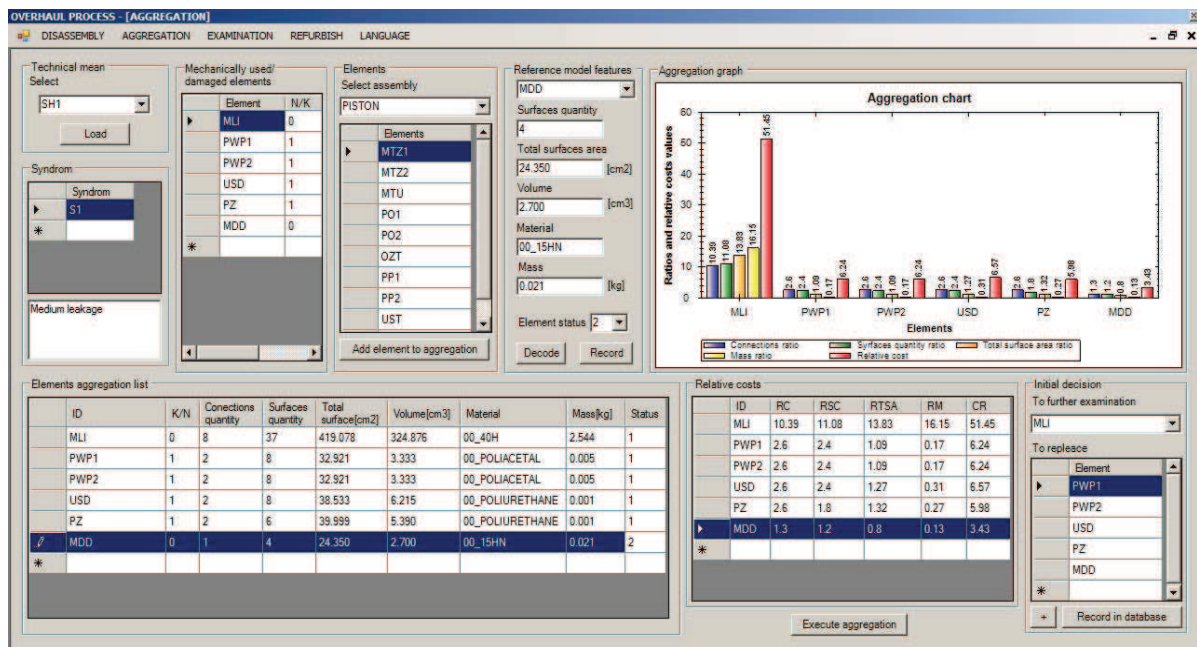 OVERHAUL PROCESS - [AGGREGATION]
DISASSEMBLY AGGREGATION EXAMINATION REFURBISH LANGUAGE
Technical mean
Select
SH1
Load
Syndrom
Syndrom
S1
Medium leakage
Mechanically used/
damaged elements
Element N/K
MLI 0
PWP1 1
PWP2 1
USD 1
PZ 1
MDD 0
Elements
Select assembly
PISTON
Elements
MTZ1
MTZ2
MTU
PO1
PO2
OZT
PP1
PP2
UST
Add element to aggregation
Reference model features
MDD
Surfaces quantity
4
Total surfaces area
24.350 [cm2]
Volume
2.700 [cm3]
Material
00_15HN
Mass
0.021 [kg]
Element status 2
Decode Record
Aggregation graph
Aggregation chart
Ratios and relative costs values
60
50
40
30
20
10
0
10.39 11.08 13.83 16.15 51.45
2.6 2.4 1.09 0.17 6.24
2.6 2.4 1.09 0.17 6.24
2.6 2.4 1.27 0.31 6.57
2.6 1.8 1.32 0.27 5.98
1.3 1.2 0.8 0.13 3.43
MLI PWP1 PWP2 USD PZ MDD
Elements
Connections ratio Syrfaces quantity ratio Total surface area ratio
Mass ratio Relative cost
Elements aggregation list
ID K/N Conections quantity Surfaces quantity Total surface[cm2] Volume[cm3] Material Mass[kg] Status
MLI 0 8 37 419.078 324.876 00_40H 2.544 1
PWP1 1 2 8 32.921 3.333 00_POLIACETAL 0.005 1
PWP2 1 2 8 32.921 3.333 00_POLIACETAL 0.005 1
USD 1 2 8 38.533 6.215 00_POLIURETHANE 0.001 1
PZ 1 2 6 39.999 5.390 00_POLIURETHANE 0.001 1
MDD 0 1 4 24.350 2.700 00_15HN 0.021 2
Relative costs
ID RC RSC RTSA RM CR
MLI 10.39 11.08 13.83 16.15 51.45
PWP1 2.6 2.4 1.09 0.17 6.24
PWP2 2.6 2.4 1.09 0.17 6.24
USD 2.6 2.4 1.27 0.31 6.57
PZ 2.6 1.8 1.32 0.27 5.98
MDD 1.3 1.2 0.8 0.13 3.43
Execute aggregation
Initial decision
To further examination
MLI
To repleace
Element
PWP1
PWP2
USD
PZ
MDD
+ Record in database